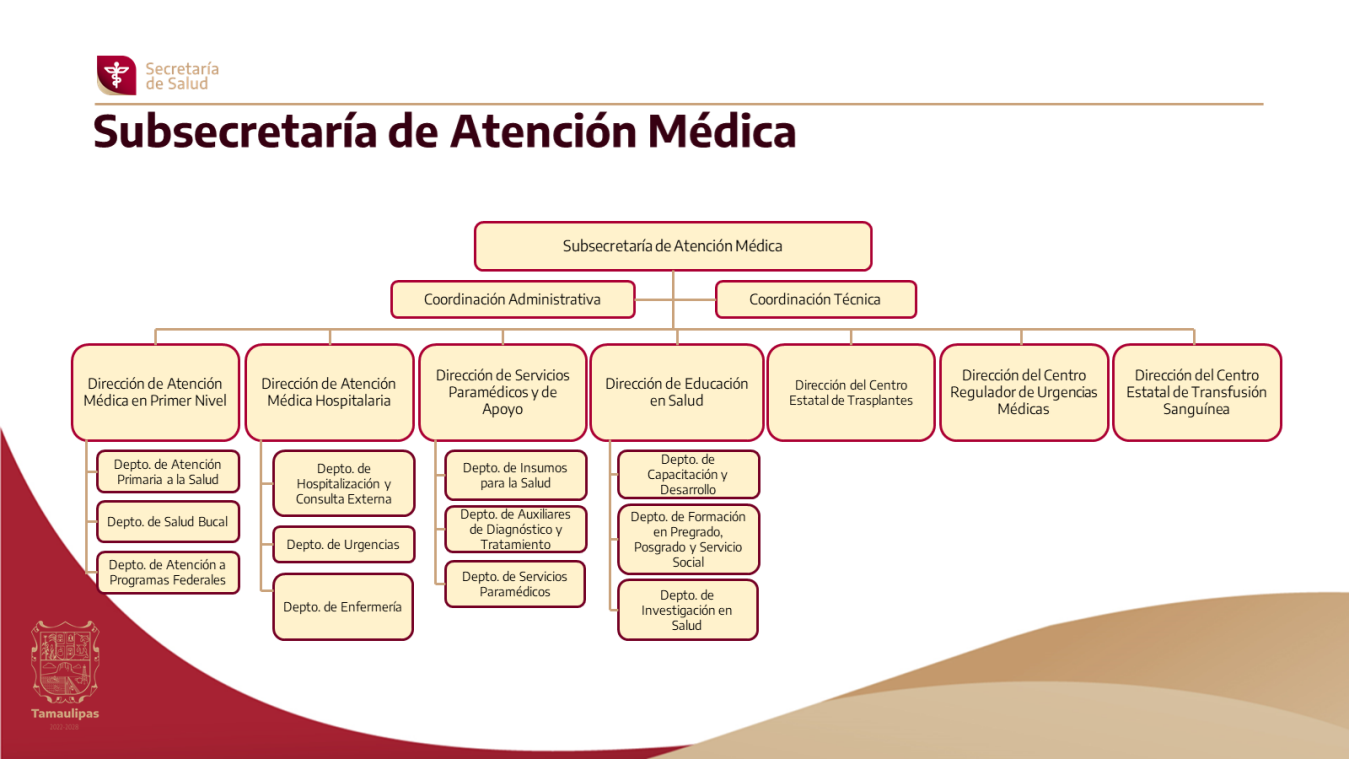 Secretaría
de Salud
Subsecretaría de Atención Médica
Subsecretaría de Atención Médica
Coordinación Administrativa
Coordinación Técnica
Dirección de Atención
Médica en Primer Nivel
Dirección de Atención
Médica Hospitalaria
Dirección de Servicios
Paramédicos y de
Apoyo
Dirección de Educación
en Salud
Dirección del Centro
Estatal de Trasplantes
Dirección del Centro
Regulador de Urgencias
Médicas
Dirección del Centro
Estatal de Transfusión
Sanguínea
Depto. de Atención
Primaria a la Salud
Depto. de Salud Bucal
Depto. de Atención a
Programas Federales
Depto. de
Hospitalización y
Consulta Externa
Depto. de Urgencias
Depto. de Enfermería
Depto. de Insumos
para la Salud
Depto. de Auxiliares
de Diagnóstico y
Tratamiento
Depto. de Servicios
Paramédicos
Depto. de
Capacitación y
Desarrollo
Depto. de Formación
en Pregrado,
Posgrado y Servicio
Social
Depto. de
Investigación en
Salud
Tamaulipas